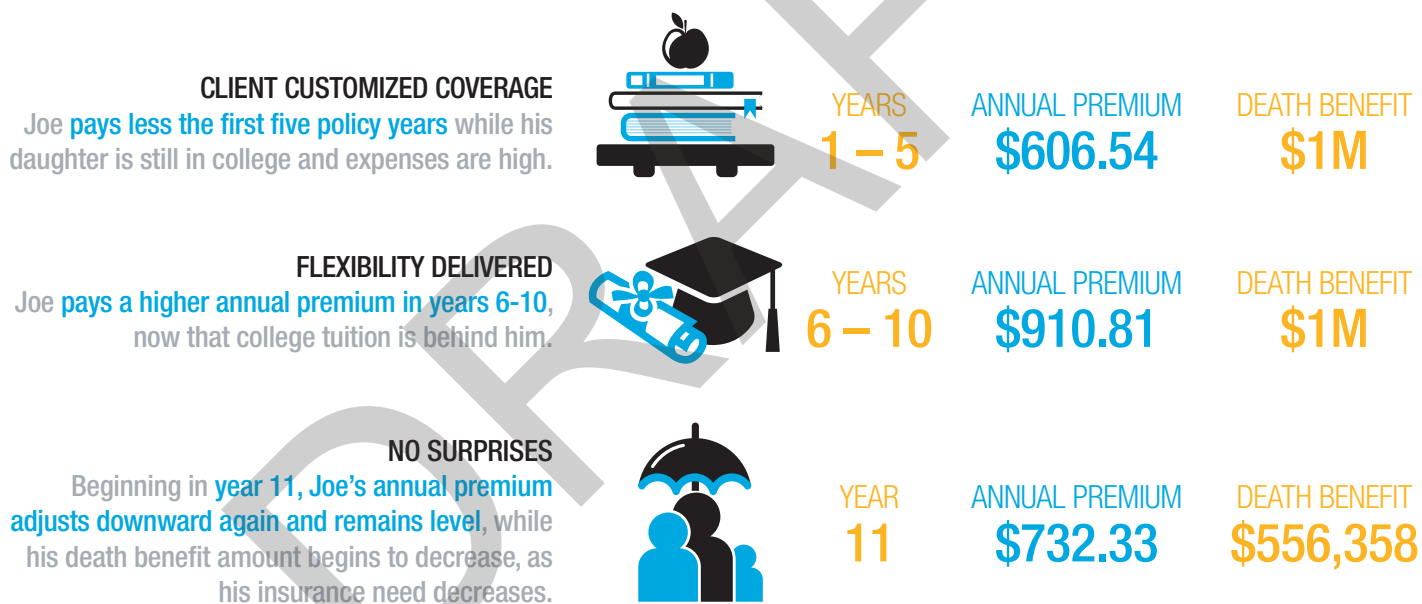 CLIENT CUSTOMIZED COVERAGE
Joe pays less the first five policy years while his
daughter is still in college and expenses are high.
YEARS
1 – 5
ANNUAL PREMIUM
$606.54
DEATH BENEFIT
$1M
FLEXIBILITY DELIVERED
Joe pays a higher annual premium in years 6-10,
now that college tuition is behind him.
YEARS
6 – 10
ANNUAL PREMIUM
$910.81
DEATH BENEFIT
$1M
NO SURPRISES
Beginning in year 11, Joe’s annual premium
adjusts downward again and remains level, while
his death benefit amount begins to decrease, as
his insurance need decreases.
YEAR
11
ANNUAL PREMIUM
$732.33
DEATH BENEFIT
$556,358
DRAF